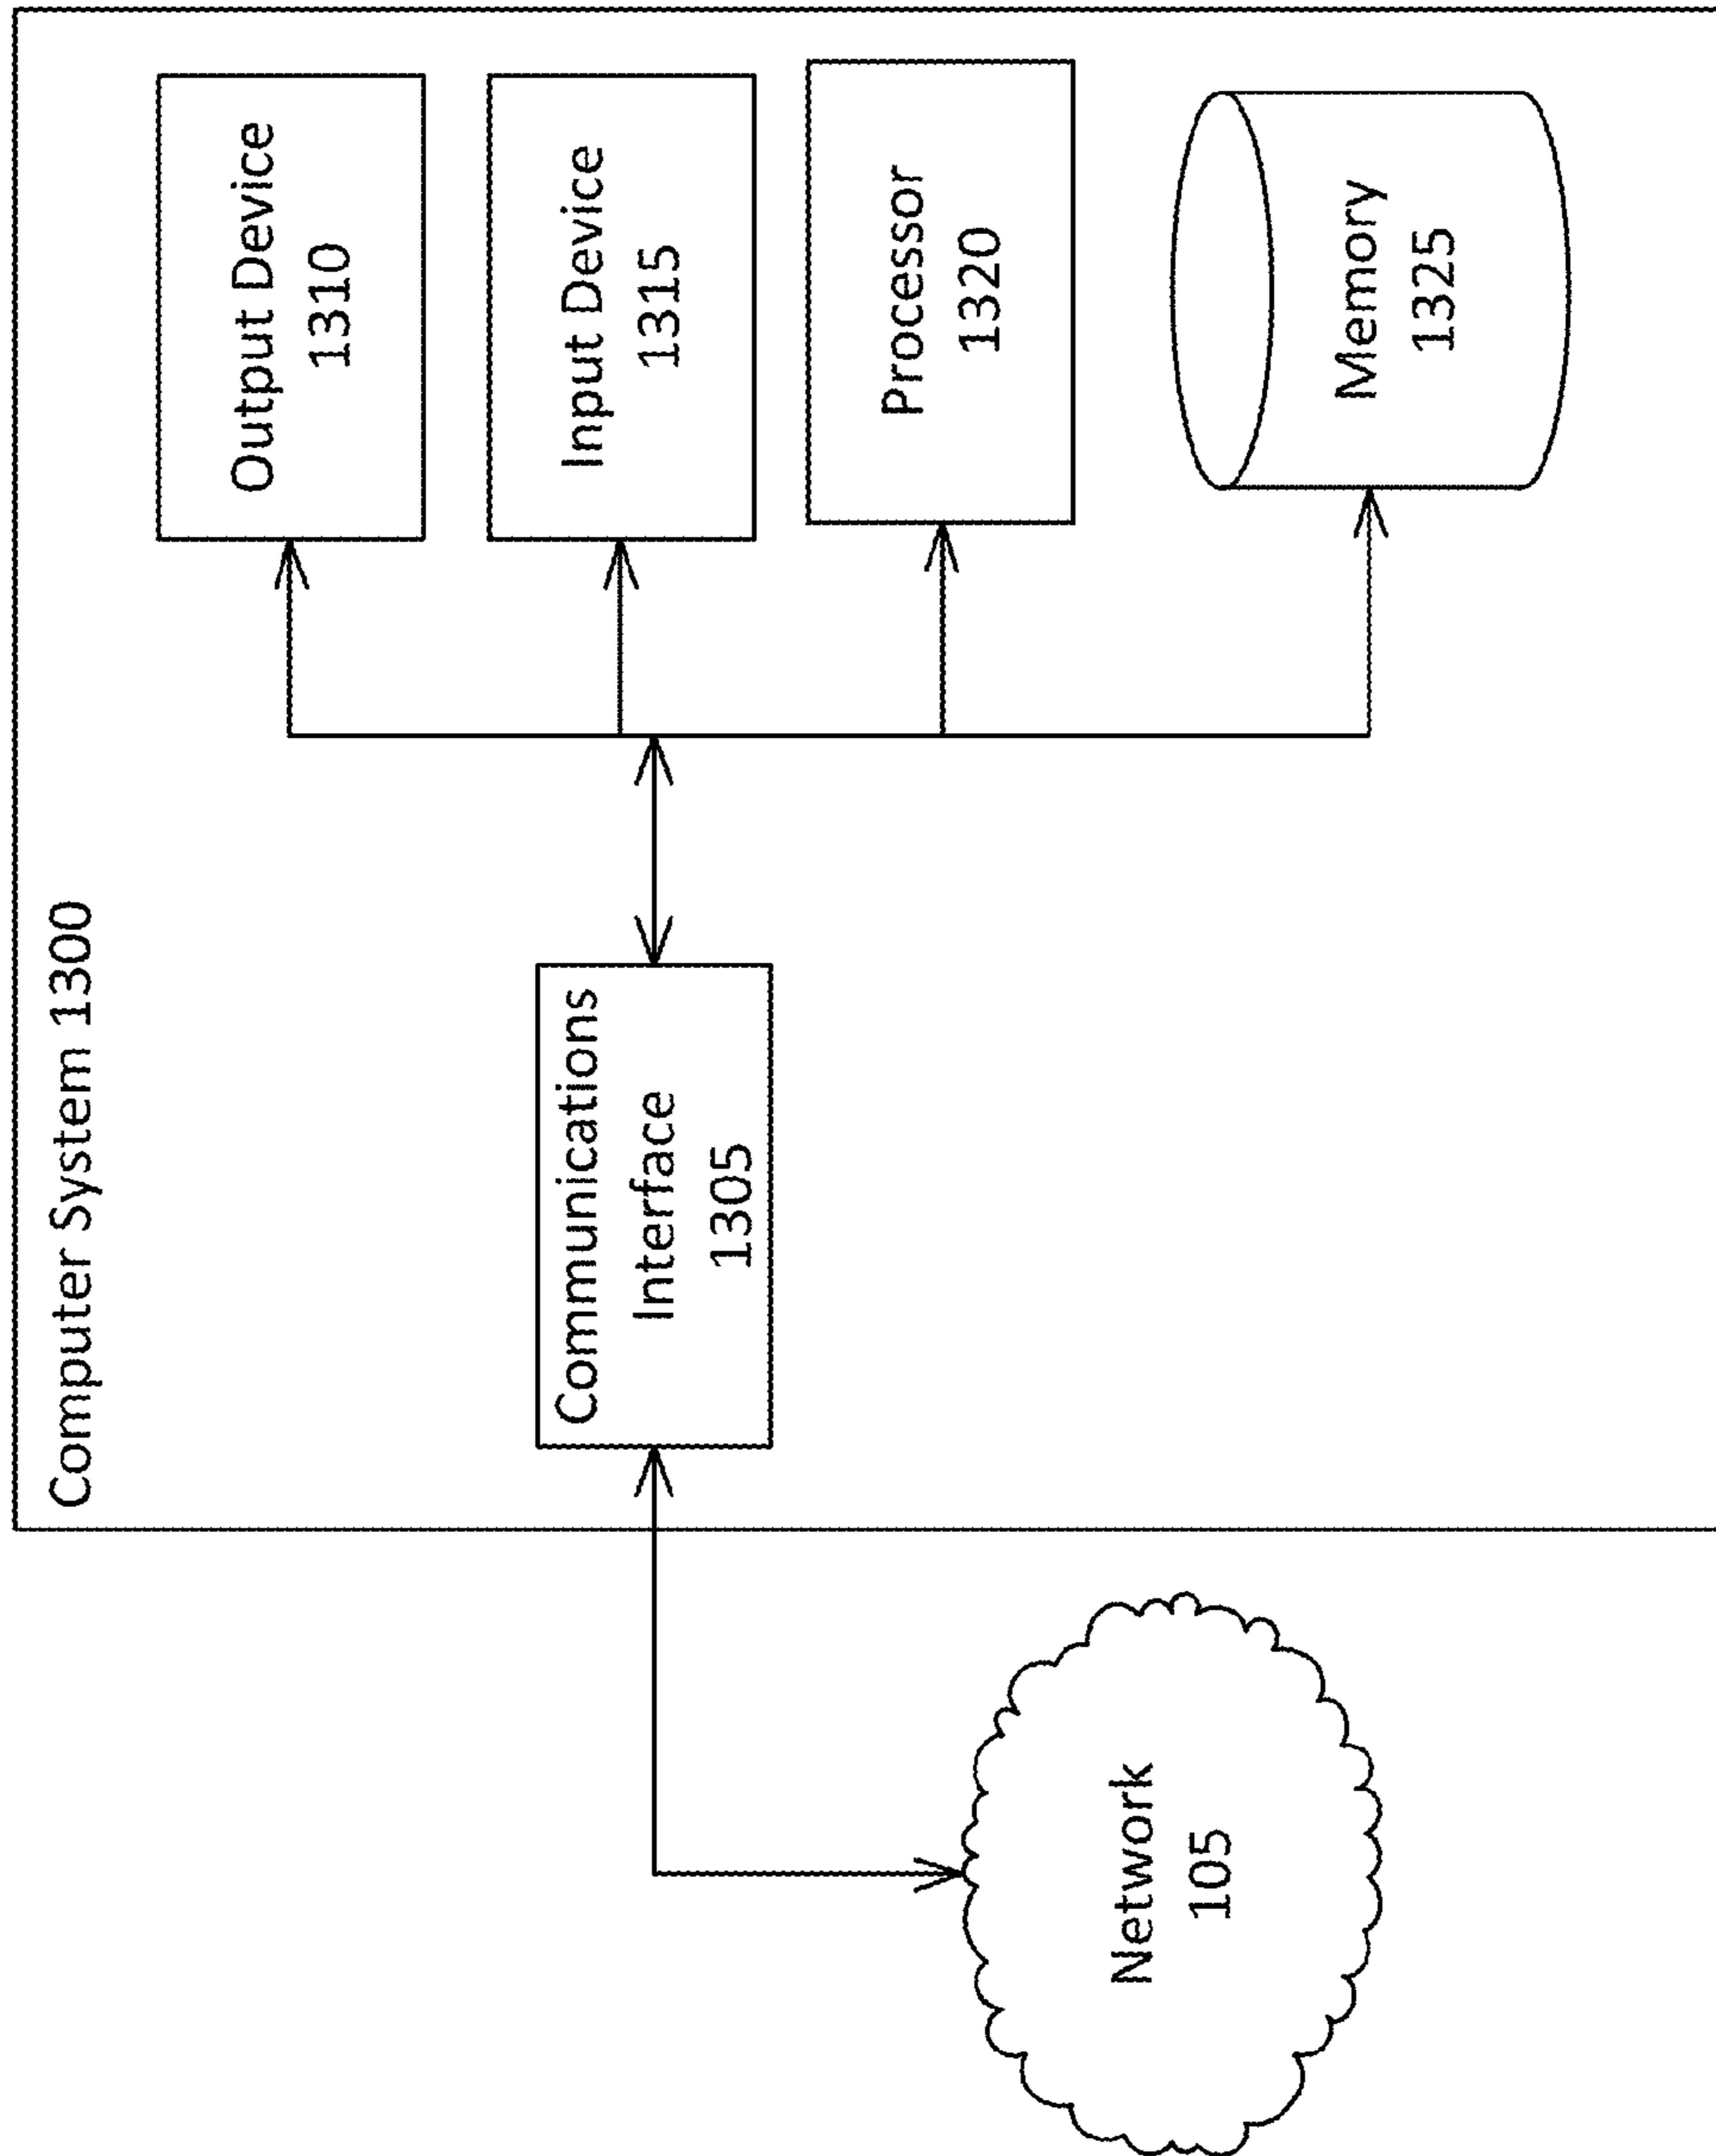 Computer System 1300
Output Device
1310
Input Device
1315
Communications
Interface
1305
Processor
1320
Network
105
Memory
1325